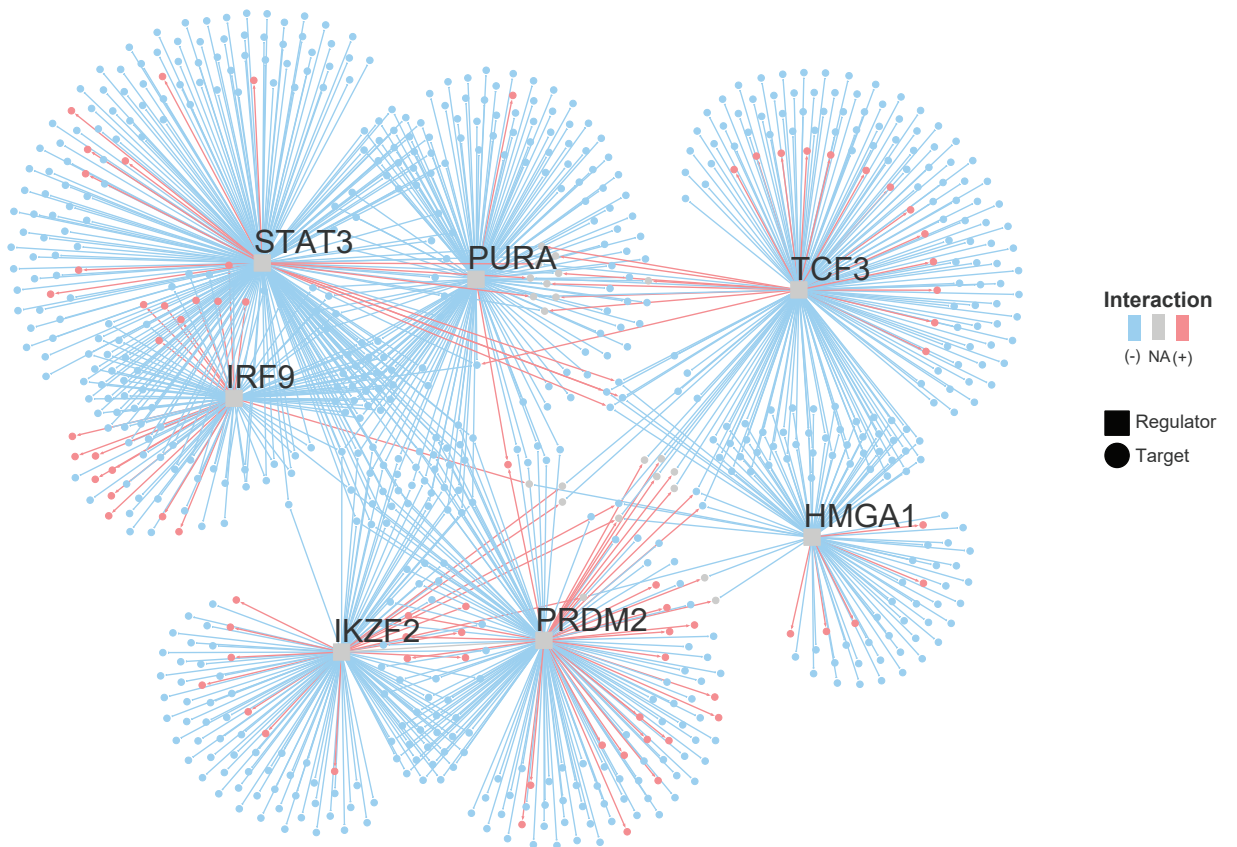 STAT3
PURA
TCF3
IRF9
HMGA1
IKZF2
PRDM2
Interaction
(-) NA (+)
Regulator
Target